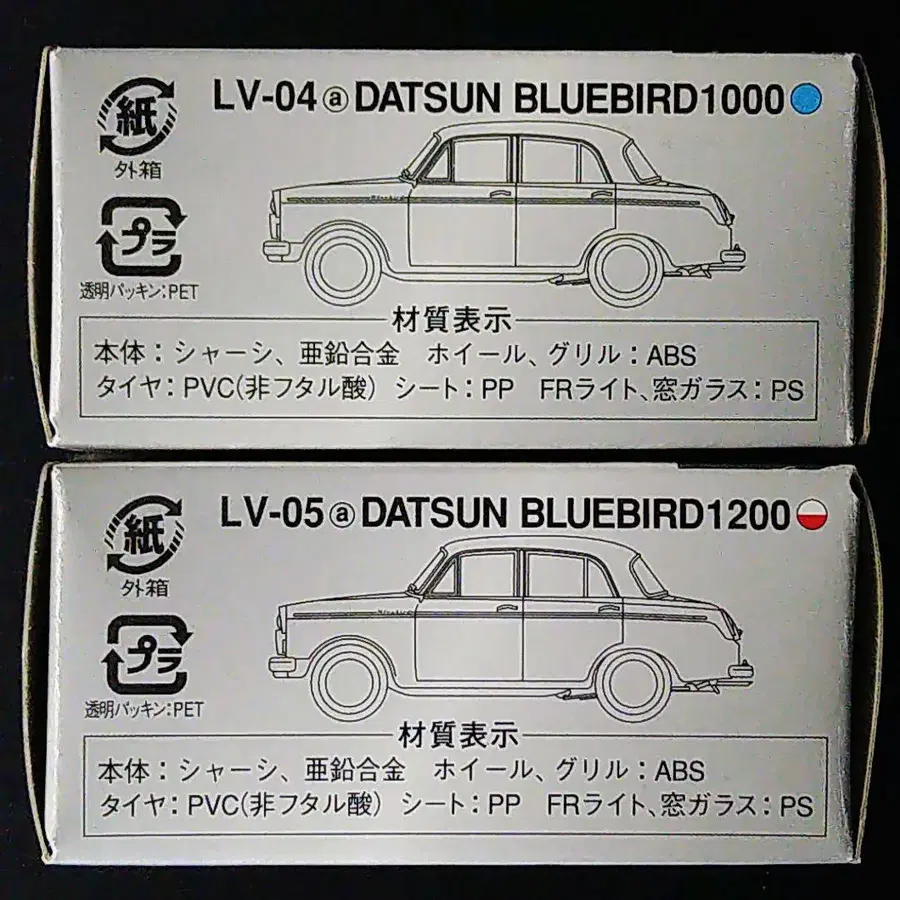 LV-04ⓐDATSUN BLUEBIRD1000
紙
外箱
プラ
透明パッキン:PET
材質表示
本体:シャーシ、亜鉛合金 ホイール、グリル:ABS
タイヤ:PVC(非フタル酸) シート:PP FRライト、窓ガラス:PS
LV-05ⓐDATSUN BLUEBIRD1200
紙
外箱
プラ
透明パッキン:PET
材質表示
本体:シャーシ、亜鉛合金 ホイール、グリル:ABS
タイヤ:PVC(非フタル酸) シート:PP FRライト、窓ガラス:PS